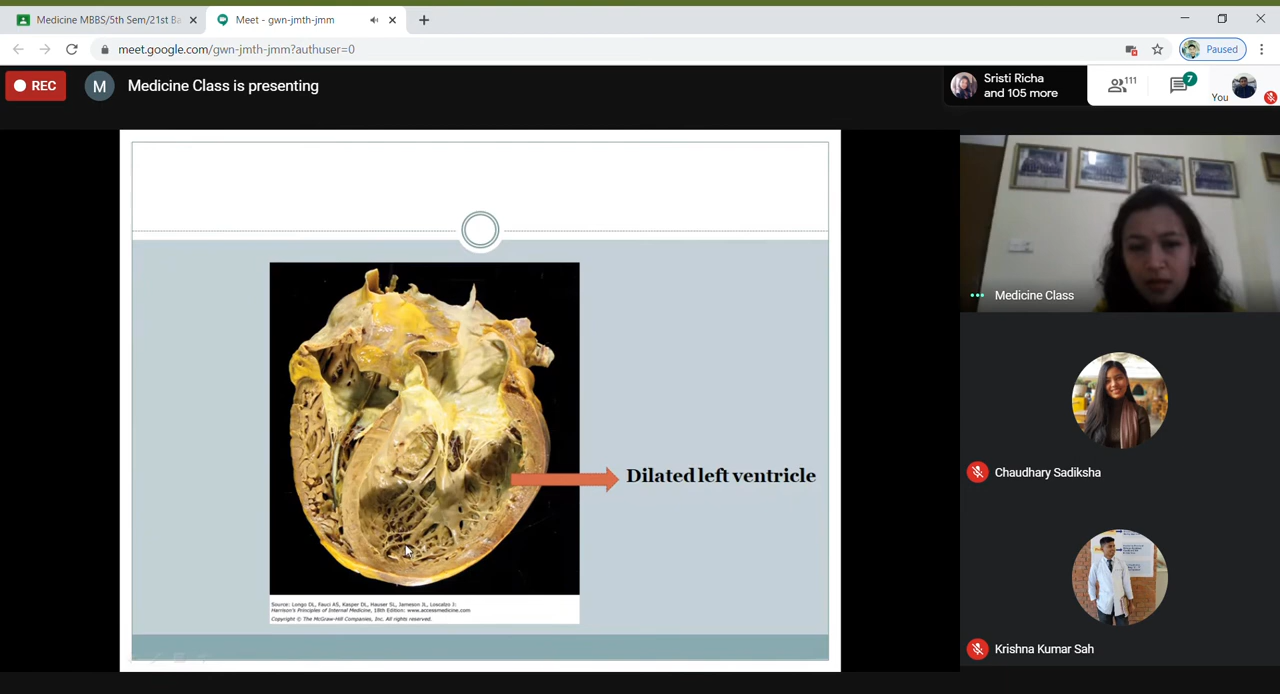 Medicine MBBS/5th Sem/21st Ba
Meet - gwn-jmth-jmm
meet.google.com/gwn-jmth-jmm?authuser=0
Paused
REC
M
Medicine Class is presenting
Sristi Richa
and 105 more
111
7
You
Dilated left ventricle
Source: Longo DL, Fauci AS, Kasper DL, Hauser SL, Jameson JL, Loscalzo J:
Harrison's Principles of Internal Medicine, 18th Edition: www.accessmedicine.com
Copyright © The McGraw-Hill Companies, Inc. All rights reserved.
Medicine Class
Chaudhary Sadiksha
Krishna Kumar Sah